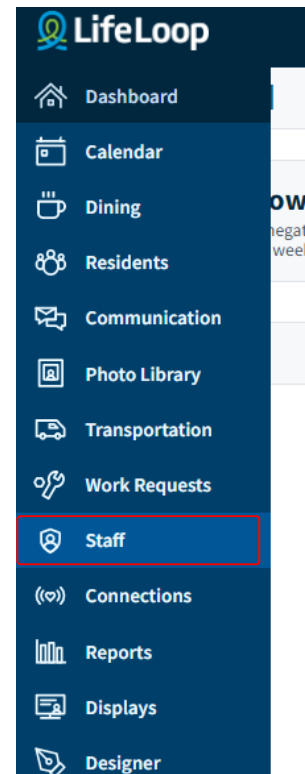 LifeLoop
Dashboard
Calendar
Dining
Residents
Communication
Photo Library
Transportation
Work Requests
Staff
Connections
Reports
Displays
Designer